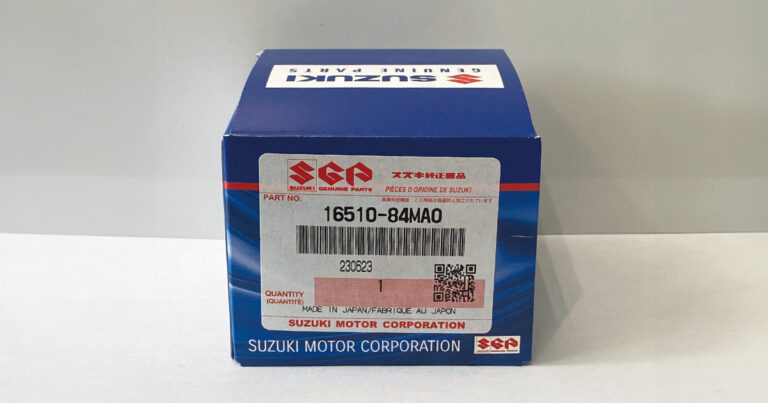 SUZUKI
GENUINE PARTS
SGP
SUZUKI GENUINE PARTS
スズキ純正部品
PIÈCES D'ORIGINE DE SUZUKI
PART NO.
16510-84MA0
230623
1
QUANTITY
(QUANTITÉ)
MADE IN JAPAN/FABRIQUE AU JAPON
SUZUKI MOTOR CORPORATION
SUZUKI MOTOR CORPORATION
SGP